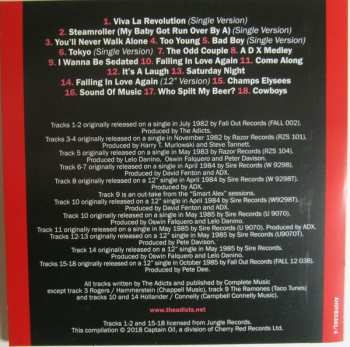 1. Viva La Revolution (Single Version)
2. Steamroller (My Baby Got Run Over By A) (Single Version)
3. You'll Never Walk Alone 4. Too Young 5. Bad Boy (Single Version)
6. Tokyo (Single Version) 7. The Odd Couple 8. A D X Medley
9. I Wanna Be Sedated 10. Falling In Love Again 11. Come Along
12. It's A Laugh 13. Saturday Night
14. Falling In Love Again (12" Version) 15. Champs Elysees
16. Sound Of Music 17. Who Spilt My Beer? 18. Cowboys
Tracks 1-2 originally released on a single in July 1982 by Fall Out Records (FALL 002).
Produced by The Adicts.
Tracks 3-4 originally released on a single in November 1982 by Razor Records (RZS 101).
Produced by Harry T. Murlowski and Steve Tannett.
Track 5 originally released on a single in May 1983 by Razor Records (RZS 104).
Produced by Lelo Danino, Oswin Falquero and Peter Davison.
Track 6-7 originally released on a single in April 1984 by Sire Records (W 9298).
Produced by David Fenton and ADX.
Track 8 originally released on a 12" single in April 1984 by Sire Records (W 9298T).
Produced by ADX.
Track 9 is an out-take from the "Smart Alex" sessions.
Track 10 originally released on a 12" single in April 1984 by Sire Records (W9298T).
Produced by David Fenton and ADX.
Track 10 originally released on a single in May 1985 by Sire Records (U 9070).
Produced by Oswin Falquero and Lelo Danino.
Track 11 originally released on a single in May 1985 by Sire Records (U 9070). Produced by ADX.
Tracks 12-13 originally released on a 12" single in May 1985 by Sire Records (U9070T).
Produced by Pete Davison.
Track 14 originally released on a 12" single in May 1985 by Sire Records.
Produced by Oswin Falquero and Lelo Danino.
Tracks 15-18 originally released on a 12" single in October 1985 by Fall Out Records (FALL 12 038).
Produced by Pete Dee.
All tracks written by The Adicts and published by Complete Music
except track 3 Rogers / Hammerstein (Chappell Music), track 9 The Ramones (Taco Tunes)
and tracks 10 and 14 Hollander / Connelly (Campbell Connelly Music).
www.theadicts.net
Tracks 1-2 and 15-18 licensed from Jungle Records.
This compilation © 2018 Captain Oi!, a division of Cherry Red Records Ltd.